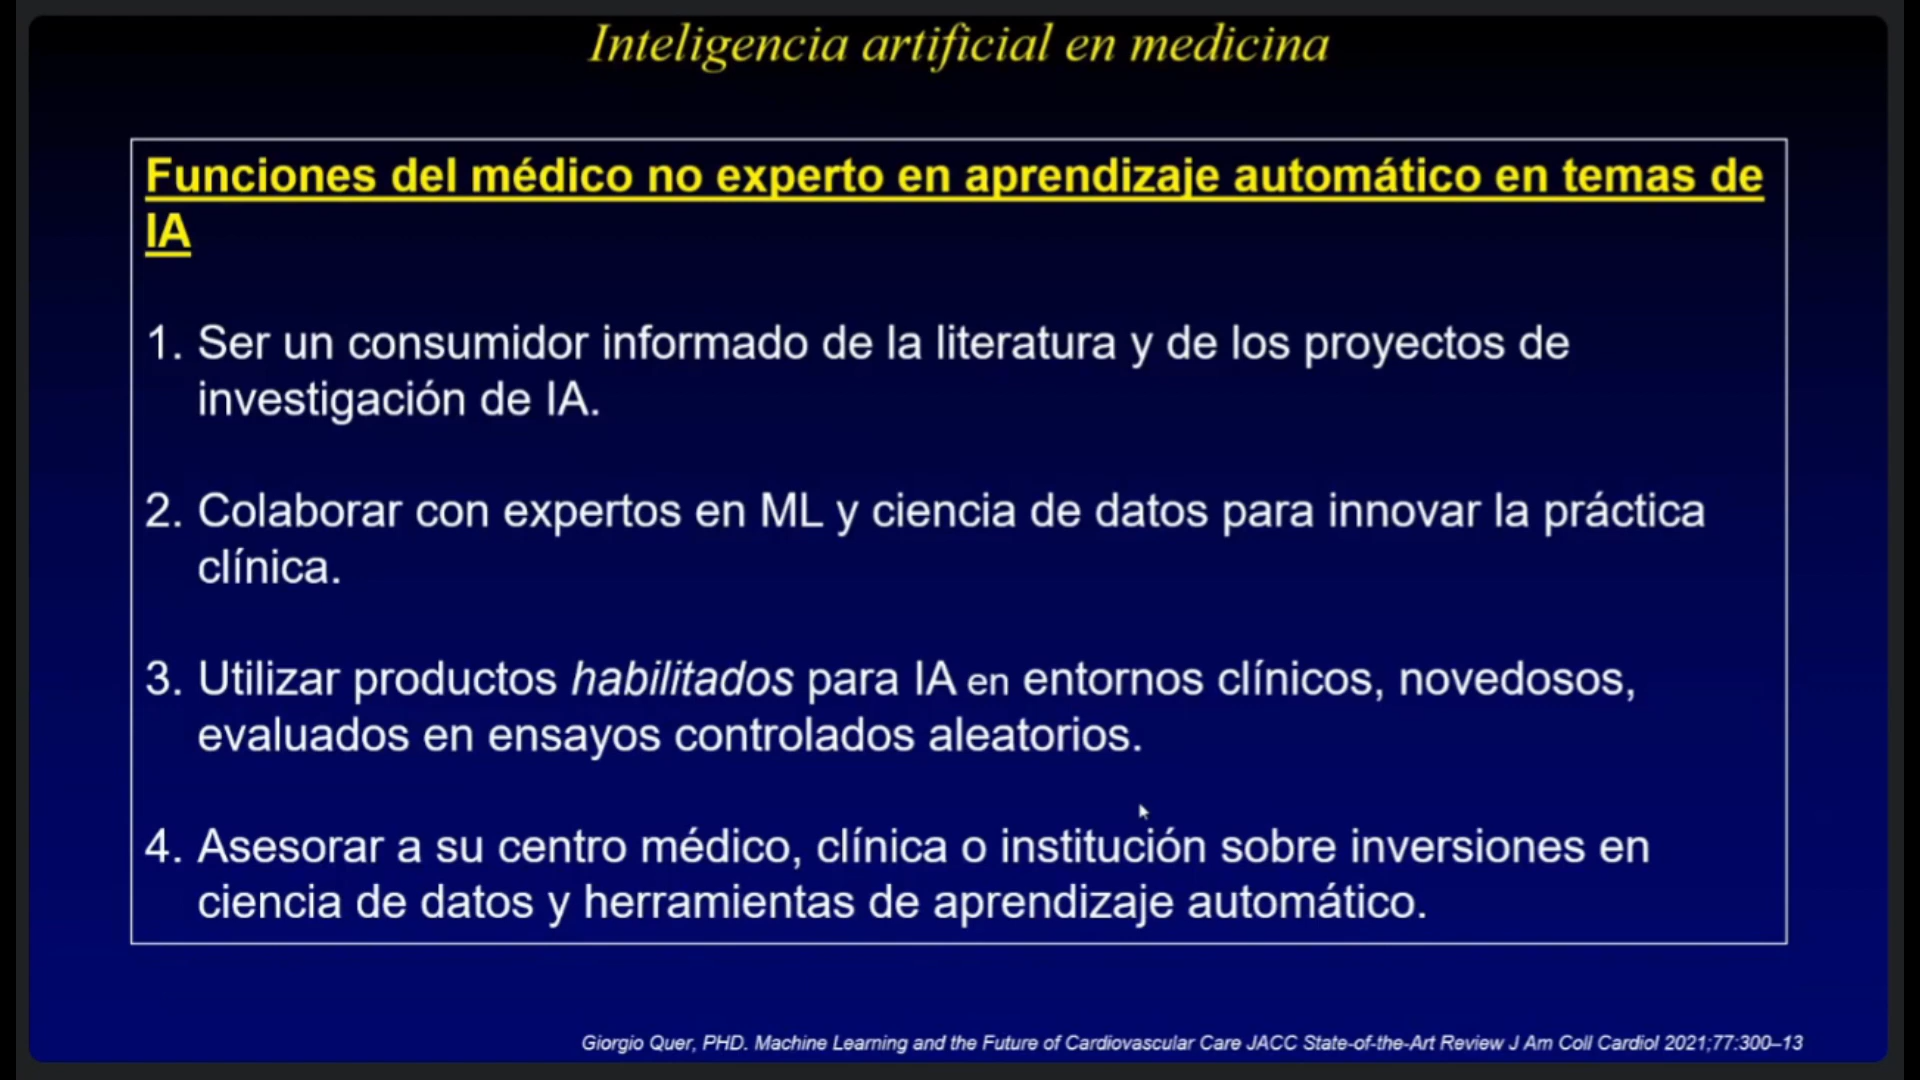 Inteligencia artificial en medicina
Funciones del médico no experto en aprendizaje automático en temas de
IA
1. Ser un consumidor informado de la literatura y de los proyectos de
investigación de IA.
2. Colaborar con expertos en ML y ciencia de datos para innovar la práctica
clínica.
3. Utilizar productos habilitados para IA en entornos clínicos, novedosos,
evaluados en ensayos controlados aleatorios.
4. Asesorar a su centro médico, clínica o institución sobre inversiones en
ciencia de datos y herramientas de aprendizaje automático.
Giorgio Quer, PHD. Machine Learning and the Future of Cardiovascular Care JACC State-of-the-Art Review J Am Coll Cardiol 2021;77:300–13